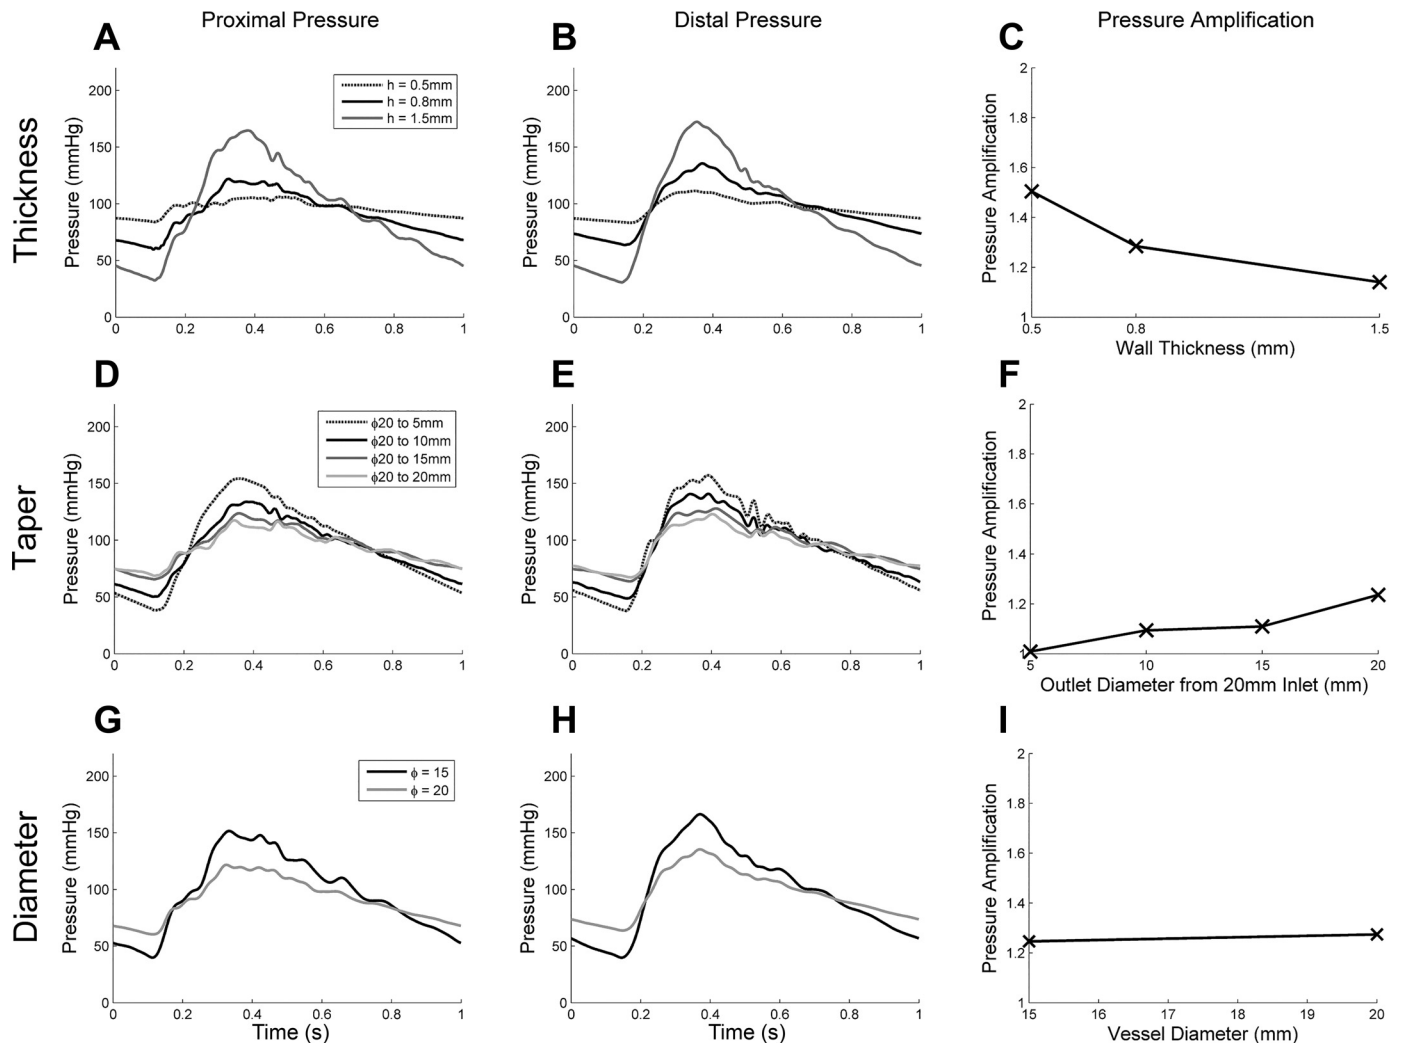 Proximal Pressure
Distal Pressure
Pressure Amplification
Thickness
A
Pressure (mmHg)
200
150
100
50
0
h = 0.5mm
h = 0.8mm
h = 1.5mm
0 0.2 0.4 0.6 0.8 1
B
Pressure (mmHg)
200
150
100
50
0
0 0.2 0.4 0.6 0.8 1
C
Pressure Amplification
2
1.8
1.6
1.4
1.2
1
0.5 0.8 1.5
Wall Thickness (mm)
Taper
D
Pressure (mmHg)
200
150
100
50
0
ϕ20 to 5mm
ϕ20 to 10mm
ϕ20 to 15mm
ϕ20 to 20mm
0 0.2 0.4 0.6 0.8 1
E
Pressure (mmHg)
200
150
100
50
0
0 0.2 0.4 0.6 0.8 1
F
Pressure Amplification
2
1.8
1.6
1.4
1.2
1
5 10 15 20
Outlet Diameter from 20mm Inlet (mm)
Diameter
G
Pressure (mmHg)
200
150
100
50
0
ϕ = 15
ϕ = 20
0 0.2 0.4 0.6 0.8 1
Time (s)
H
Pressure (mmHg)
200
150
100
50
0
0 0.2 0.4 0.6 0.8 1
Time (s)
I
Pressure Amplification
2
1.8
1.6
1.4
1.2
1
15 16 17 18 19 20
Vessel Diameter (mm)